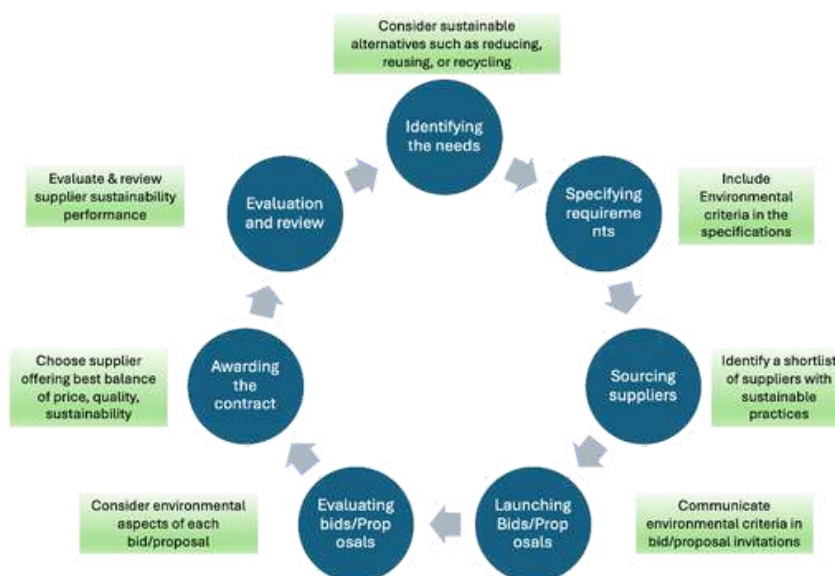 Consider sustainable
alternatives such as reducing,
reusing, or recycling
Identifying
the needs
Specifying
requireme
nts
Include
Environmental
criteria in the
specifications
Sourcing
suppliers
Identify a shortlist
of suppliers with
sustainable
practices
Launching
Bids/Prop
osals
Communicate
environmental criteria in
bid/proposal invitations
Evaluating
bids/Prop
osals
Consider environmental
aspects of each
bid/proposal
Awarding
the
contract
Choose supplier
offering best balance
of price, quality,
sustainability
Evaluation
and review
Evaluate & review
supplier sustainability
performance